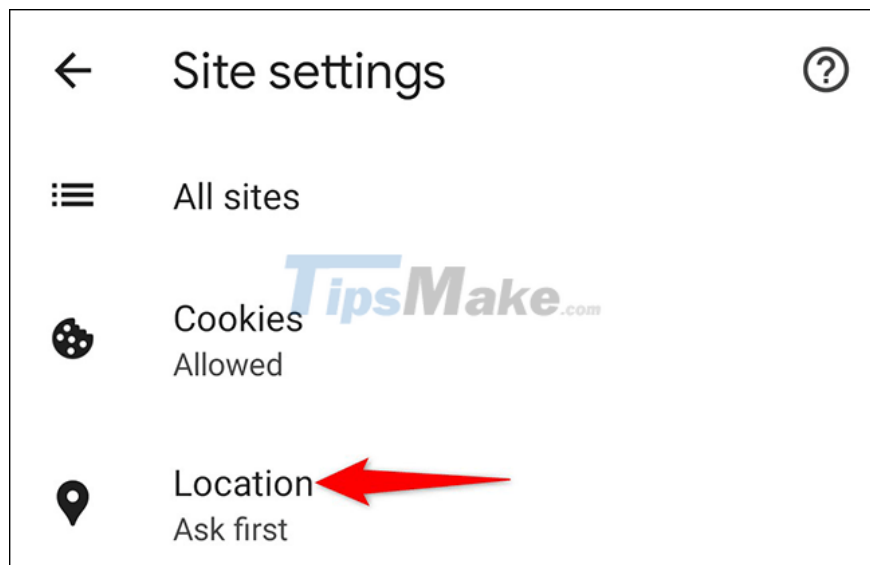 Site settings
All sites
TipsMake.com
Cookies
Allowed
Location
Ask first